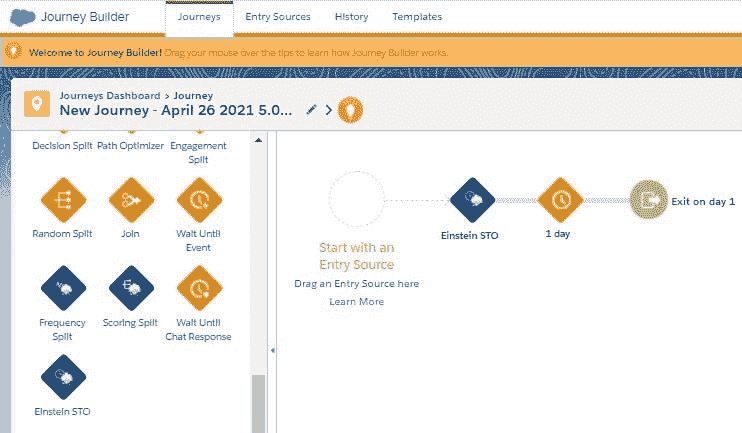 Journey Builder
Journeys
Entry Sources
History
Templates
Welcome to Journey Builder! Drag your mouse over the tips to learn how Journey Builder works.
Journeys Dashboard > Journey
New Journey - April 26 2021 5.0...
Decision Split
Path Optimizer
Engagement
Split
Random Split
Join
Wait Until
Event
Frequency
Split
Scoring Split
Wait Until
Chat Response
Einstein STO
Start with an
Entry Source
Drag an Entry Source here
Learn More
Einstein STO
1 day
Exit on day 1